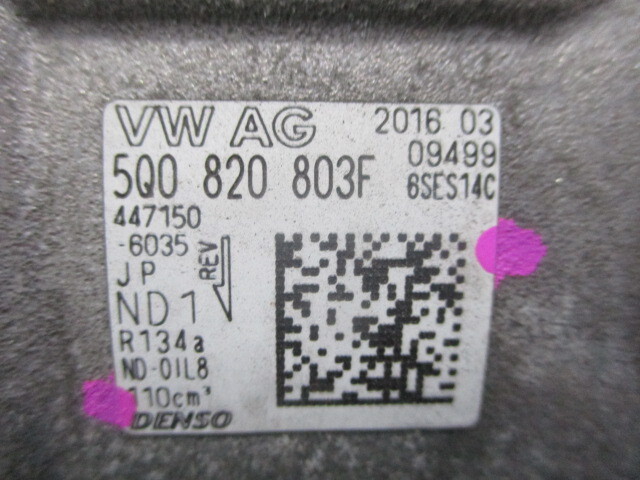 VW AG 2016 03
09499
5Q0 820 803F 6SES14C
447150
-6035
REV
JP
ND1
R134a
ND-OIL8
110cm³
DENSO